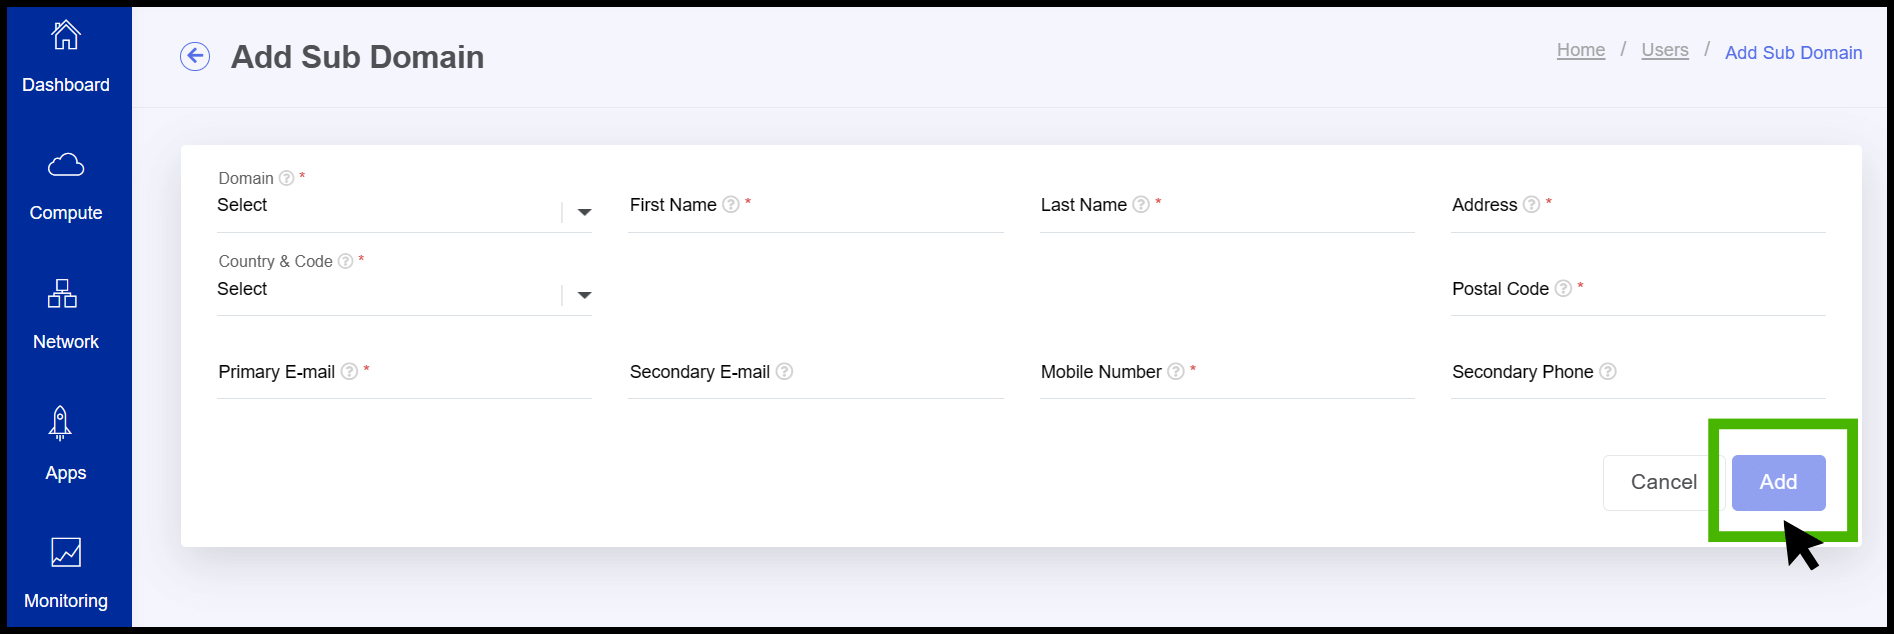 Dashboard
Compute
Network
Apps
Monitoring
Add Sub Domain
Home / Users / Add Sub Domain
Domain ? *
Select
First Name ? *
Last Name ? *
Address ? *
Country & Code ? *
Select
Postal Code ? *
Primary E-mail ? *
Secondary E-mail ?
Mobile Number ? *
Secondary Phone ?
Cancel
Add